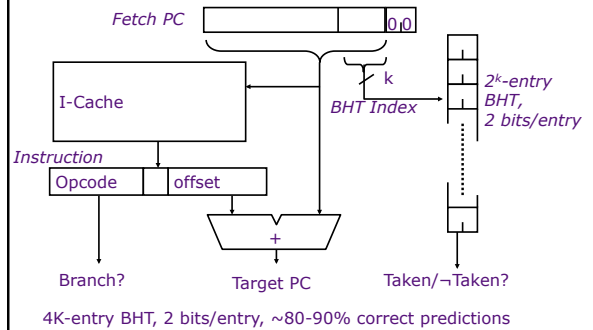 Fetch PC
0 0
k
I-Cache
BHT Index
2ᵏ-entry
BHT,
2 bits/entry
Instruction
Opcode offset
+
Branch?
Target PC
Taken/¬Taken?
4K-entry BHT, 2 bits/entry, ~80-90% correct predictions